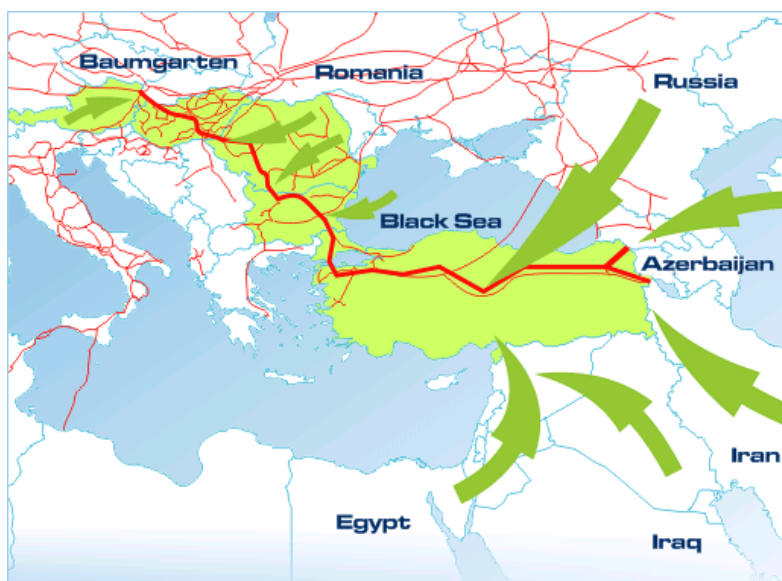 Baumgarten
Romania
Russia
Black Sea
Azerbaijan
Iran
Egypt
Iraq